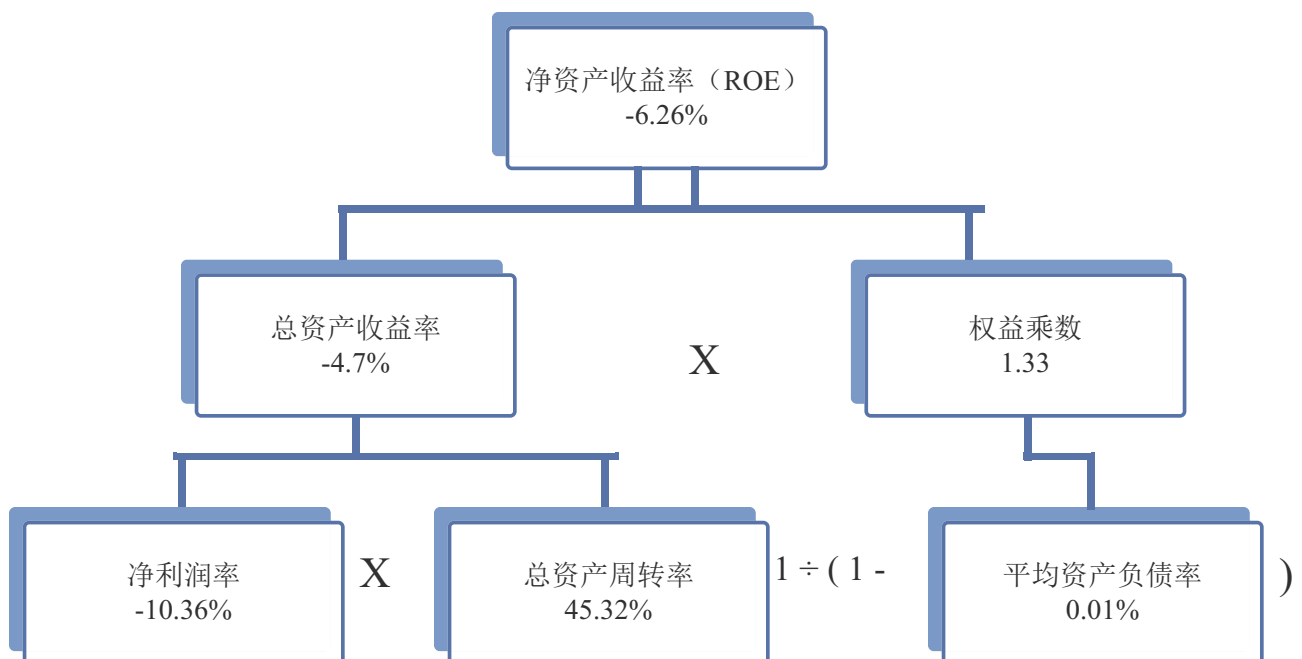 净资产收益率（ROE）
-6.26%
总资产收益率
-4.7%
X
权益乘数
1.33
净利润率
-10.36%
X
总资产周转率
45.32%
1 ÷ ( 1 -
平均资产负债率
0.01%
)